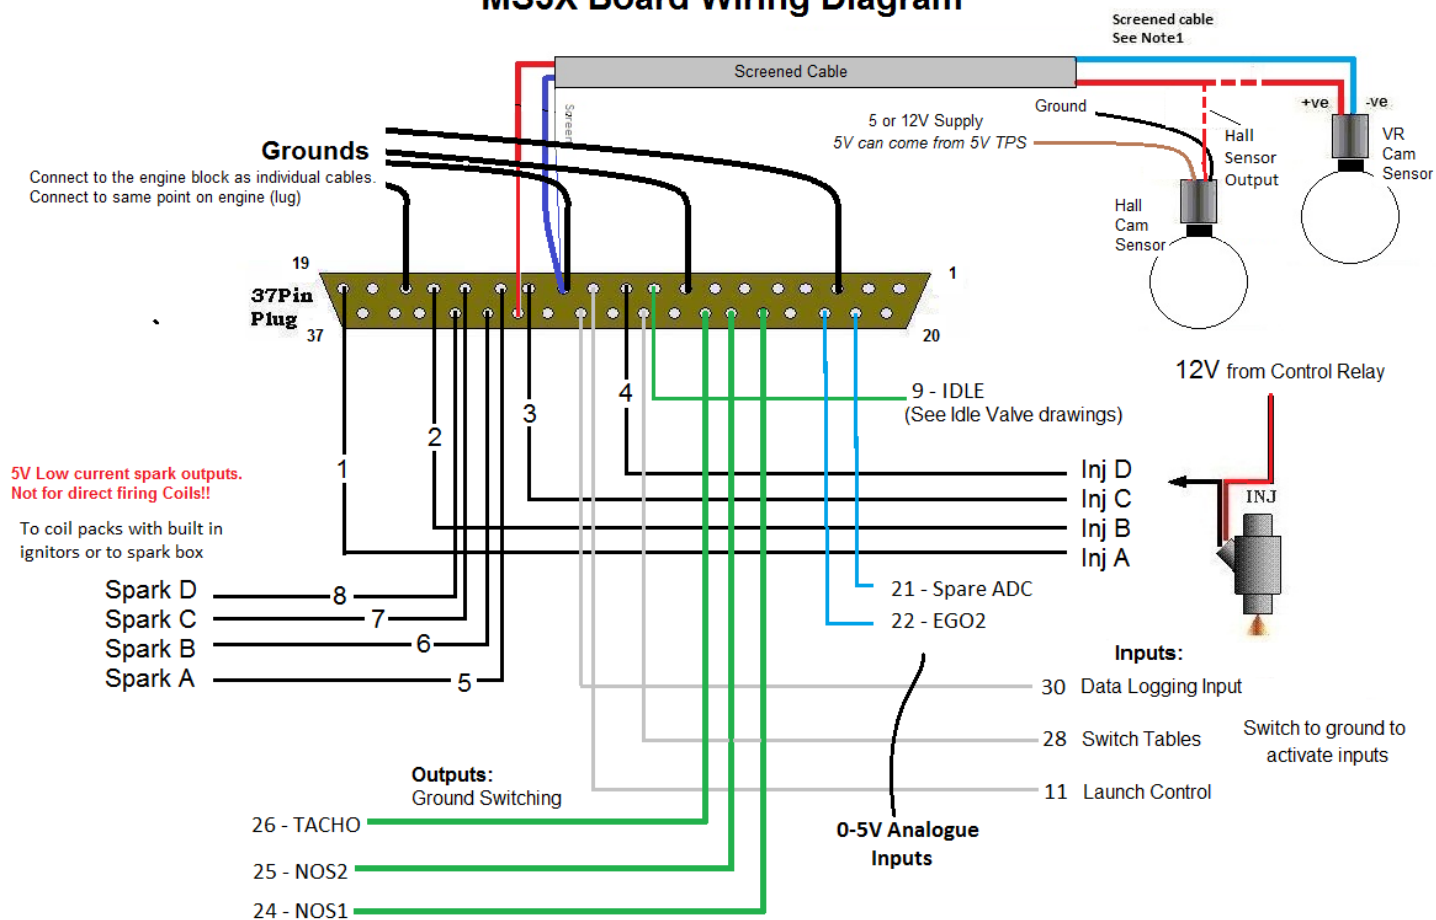 MS3X Board Wiring Diagram
Screened cable
See Note1
Screened Cable
Screen
Ground
+ve
-ve
5 or 12V Supply
5V can come from 5V TPS
Hall
Sensor
Output
VR
Cam
Sensor
Grounds
Connect to the engine block as individual cables.
Connect to same point on engine (lug)
Hall
Cam
Sensor
19
1
37Pin
Plug
37
20
12V from Control Relay
9 - IDLE
(See Idle Valve drawings)
4
3
2
1
5V Low current spark outputs.
Not for direct firing Coils!!
To coil packs with built in
ignitors or to spark box
Inj D
Inj C
Inj B
Inj A
INJ
Spark D
8
Spark C
7
Spark B
6
Spark A
5
21 - Spare ADC
22 - EGO2
Inputs:
30 Data Logging Input
28 Switch Tables
11 Launch Control
Switch to ground to
activate inputs
Outputs:
Ground Switching
0-5V Analogue
Inputs
26 - TACHO
25 - NOS2
24 - NOS1